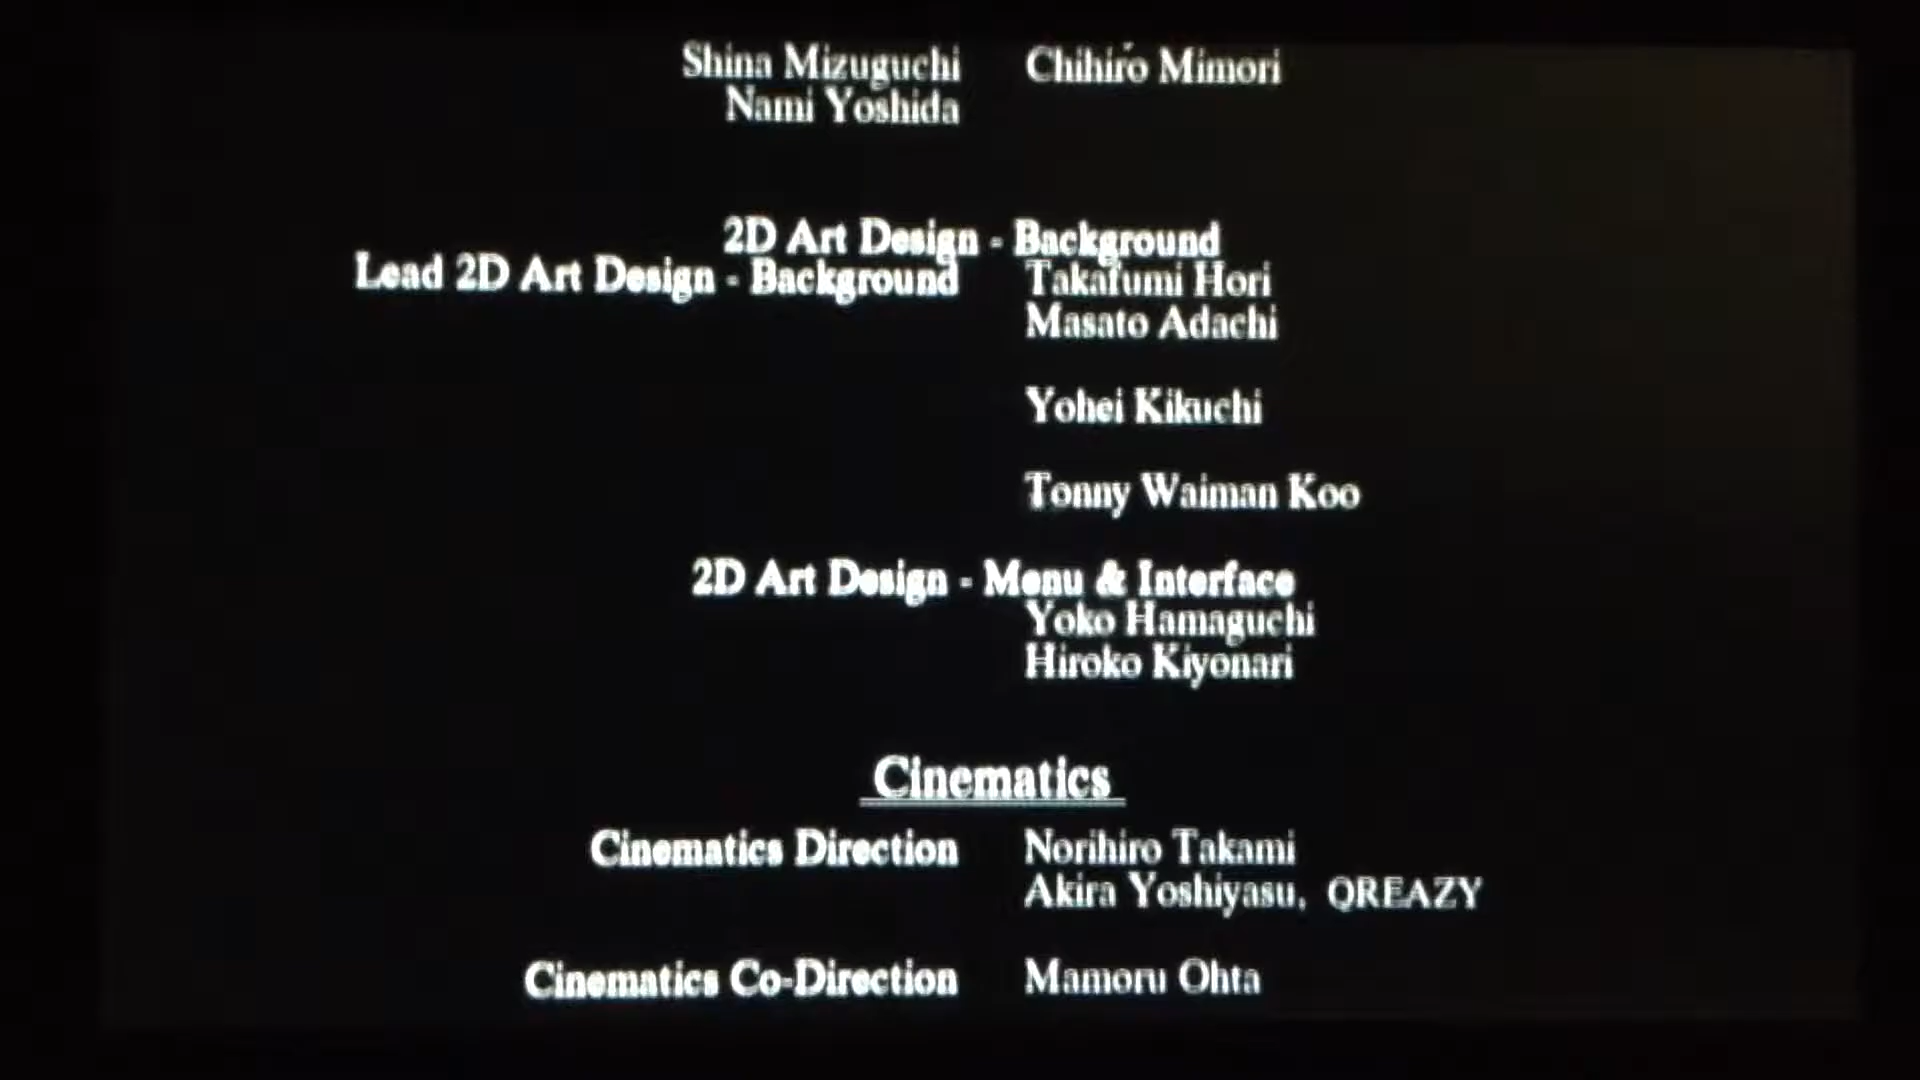 Shina Mizuguchi Chihiro Mimori
Nami Yoshida
2D Art Design - Background
Lead 2D Art Design - Background Takafumi Hori
Masato Adachi
Yohei Kikuchi
Tonny Waiman Koo
2D Art Design - Menu & Interface
Yoko Hamaguchi
Hiroko Kiyonari
Cinematics
Cinematics Direction Norihiro Takami
Akira Yoshiyasu, QREAZY
Cinematics Co-Direction Mamoru Ohta